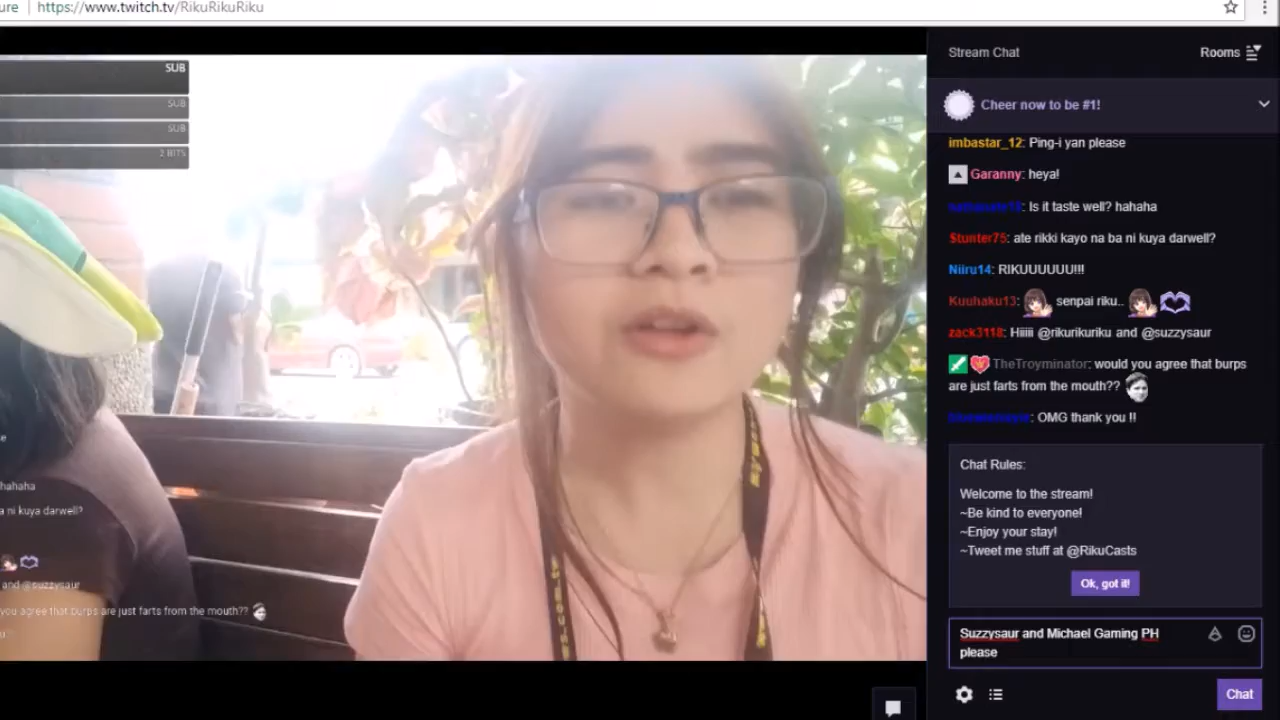 ure
https://www.twitch.tv/RikuRikuRiku
SUB
SUB
SUB
2 BITS
hahaha
a ni kuya darwell?
and @suzzysaur
you agree that burps are just farts from the mouth??
Stream Chat
Rooms
Cheer now to be #1!
imbastar_12: Ping-i yan please
Garanny: heya!
: Is it taste well? hahaha
Stunter75: ate rikki kayo na ba ni kuya darwell?
Niiru14: RIKUUUUUU!!!
Kuuhaku13: senpai riku..
zack3118: Hiiiii @rikurikuriku and @suzzysaur
TheTroyminator: would you agree that burps
are just farts from the mouth??
: OMG thank you !!
Chat Rules:
Welcome to the stream!
~Be kind to everyone!
~Enjoy your stay!
~Tweet me stuff at @RikuCasts
Ok, got it!
Suzzysaur and Michael Gaming PH
please
Chat